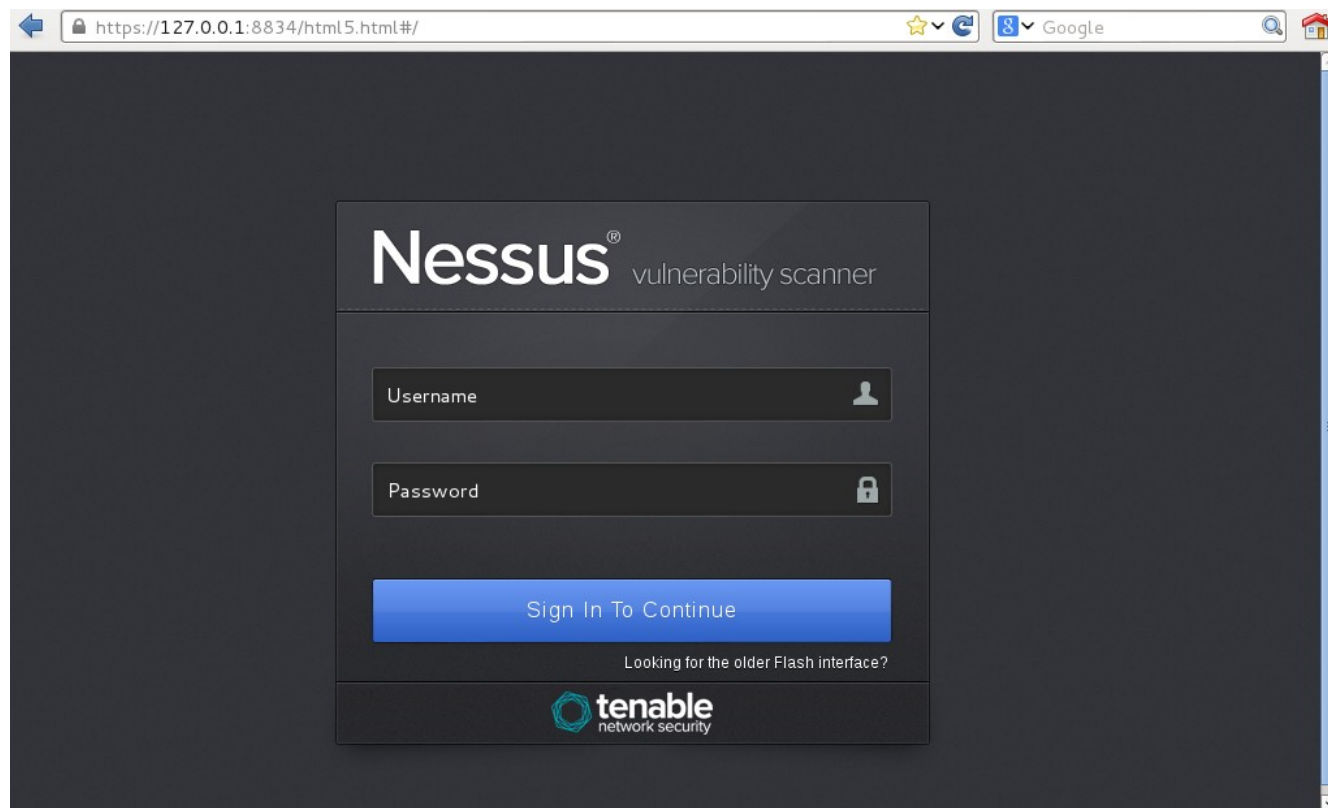 https://127.0.0.1:8834/html5.html#/
8 Google
Nessus® vulnerability scanner
Username
Password
Sign In To Continue
Looking for the older Flash interface?
tenable
network security